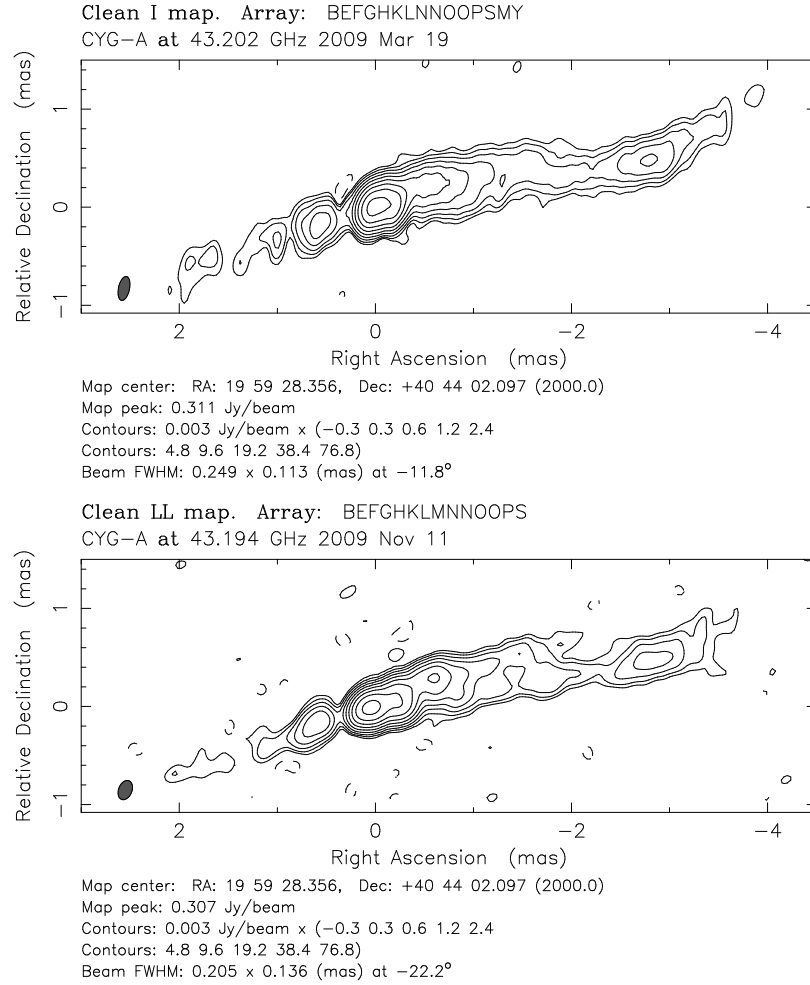 Clean I map. Array: BEFGHKLNNOOPSMY
CYG-A at 43.202 GHz 2009 Mar 19
Relative Declination (mas)
1
0
-1
2 0 -2 -4
Right Ascension (mas)
Map center: RA: 19 59 28.356, Dec: +40 44 02.097 (2000.0)
Map peak: 0.311 Jy/beam
Contours: 0.003 Jy/beam x (-0.3 0.3 0.6 1.2 2.4
Contours: 4.8 9.6 19.2 38.4 76.8)
Beam FWHM: 0.249 x 0.113 (mas) at -11.8°
Clean LL map. Array: BEFGHKLMNNOOPS
CYG-A at 43.194 GHz 2009 Nov 11
Relative Declination (mas)
1
0
-1
2 0 -2 -4
Right Ascension (mas)
Map center: RA: 19 59 28.356, Dec: +40 44 02.097 (2000.0)
Map peak: 0.307 Jy/beam
Contours: 0.003 Jy/beam x (-0.3 0.3 0.6 1.2 2.4
Contours: 4.8 9.6 19.2 38.4 76.8)
Beam FWHM: 0.205 x 0.136 (mas) at -22.2°